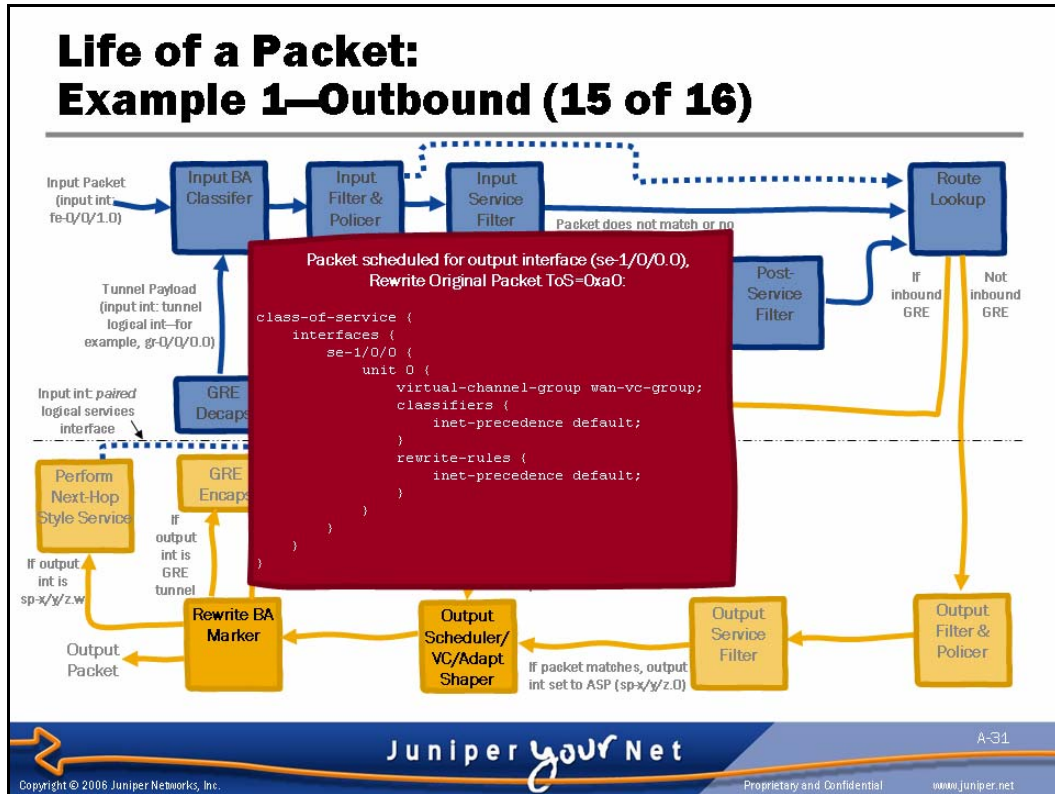 Life of a Packet:
Example 1—Outbound (15 of 16)
Input Packet
(input int:
fe-0/0/1.0)
Input BA
Classifer
Input
Filter &
Policer
Input
Service
Filter
Route
Lookup
Packet does not match or no
Tunnel Payload
(input int: tunnel
logical int—for
example, gr-0/0/0.0)
Post-
Service
Filter
If
inbound
GRE
Not
inbound
GRE
Packet scheduled for output interface (se-1/0/0.0),
Rewrite Original Packet ToS=0xa0:
class-of-service {
interfaces {
se-1/0/0 {
unit 0 {
virtual-channel-group wan-vc-group;
classifiers {
inet-precedence default;
}
rewrite-rules {
inet-precedence default;
}
}
}
}
}
Input int: paired
logical services
interface
GRE
Decaps
Perform
Next-Hop
Style Service
GRE
Encaps
If
output
int is
GRE
tunnel
If output
int is
sp-x/y/z.w
Output
Packet
Rewrite BA
Marker
Output
Scheduler/
VC/Adapt
Shaper
If packet matches, output
int set to ASP (sp-x/y/z.0)
Output
Service
Filter
Output
Filter &
Policer
Juniper your Net
A-31
Copyright © 2006 Juniper Networks, Inc.
Proprietary and Confidential
www.juniper.net